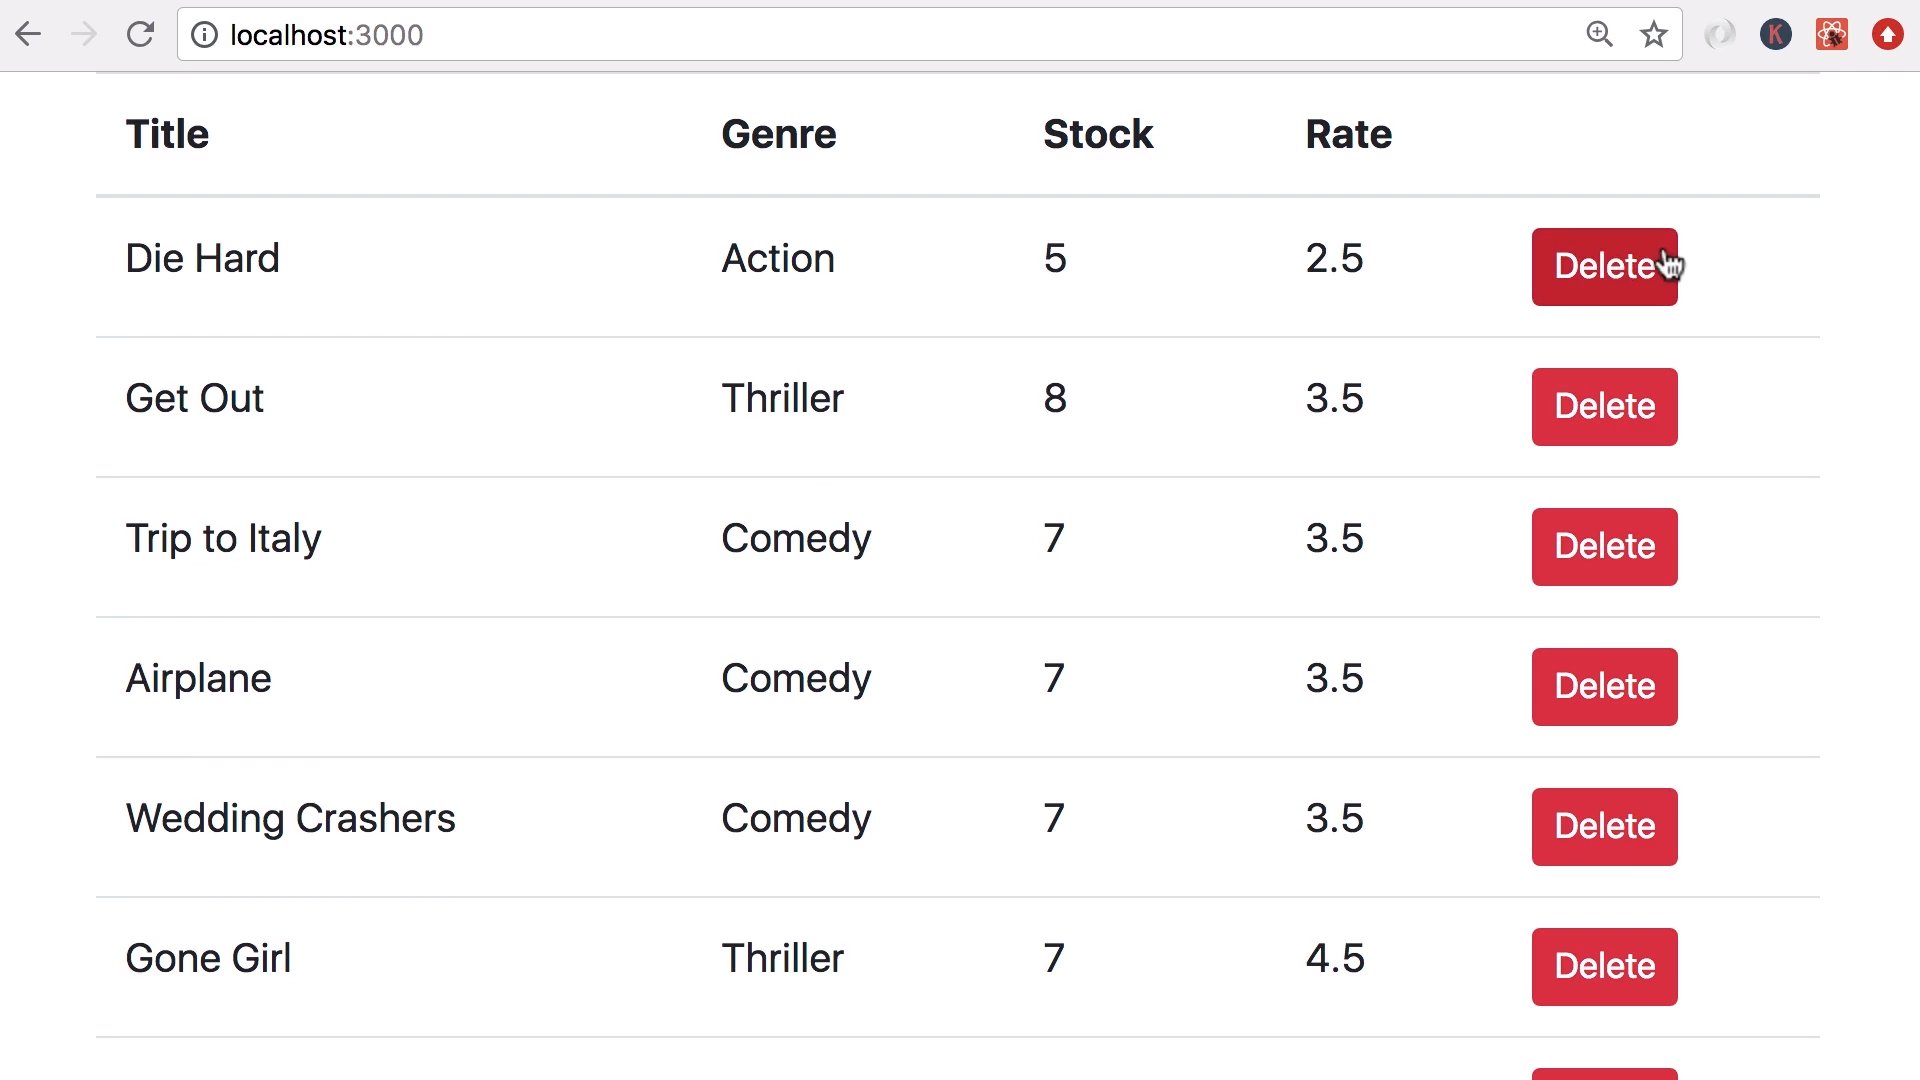 localhost:3000
K
Title Genre Stock Rate
Die Hard Action 5 2.5 Delete
Get Out Thriller 8 3.5 Delete
Trip to Italy Comedy 7 3.5 Delete
Airplane Comedy 7 3.5 Delete
Wedding Crashers Comedy 7 3.5 Delete
Gone Girl Thriller 7 4.5 Delete